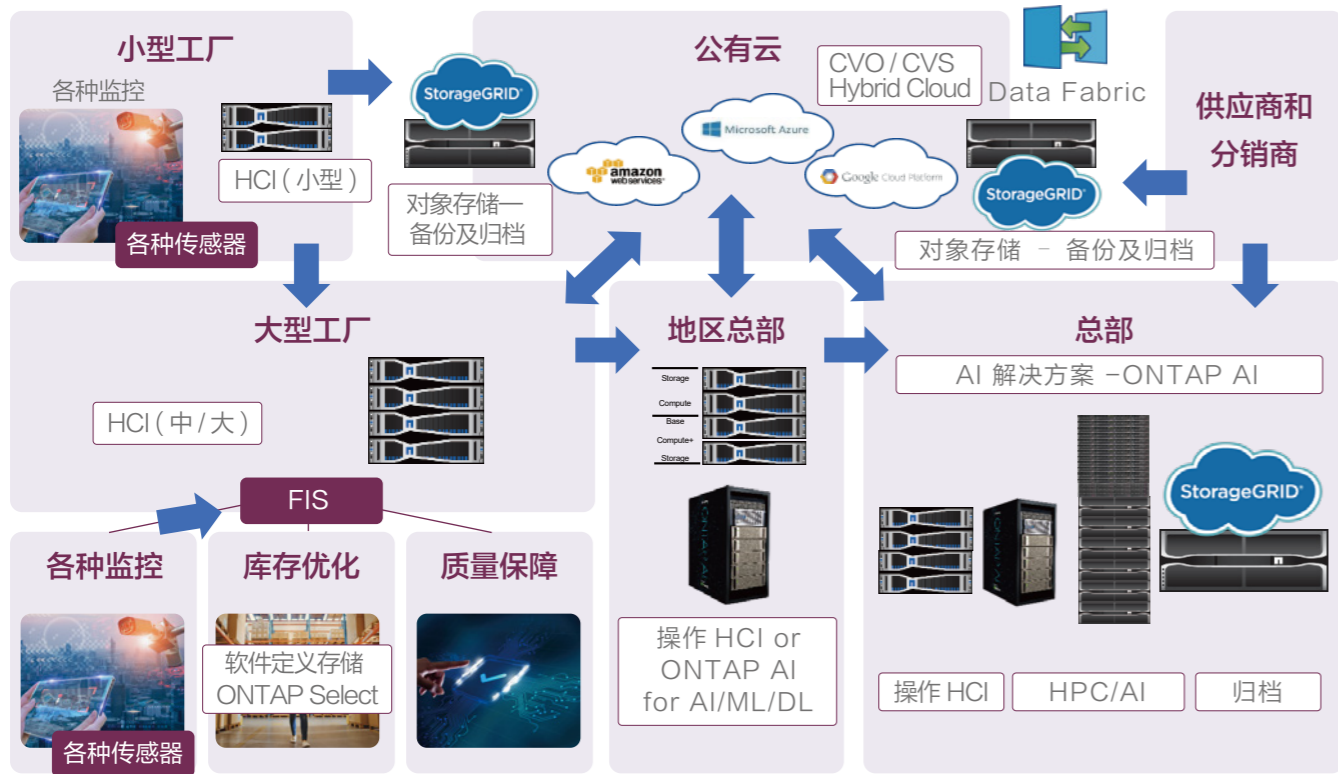 小型工厂
各种监控
HCI ( 小型 )
各种传感器
StorageGRID®
对象存储—
备份及归档
公有云
CVO / CVS
Hybrid Cloud
Data Fabric
amazon
web services
Microsoft Azure
Google Cloud Platform
StorageGRID®
对象存储 – 备份及归档
供应商和
分销商
大型工厂
HCI ( 中 / 大 )
FIS
各种监控
各种传感器
库存优化
软件定义存储
ONTAP Select
质量保障
地区总部
Storage
Compute
Base
Compute+
Storage
ONTAP AI
操作 HCI or
ONTAP AI
for AI/ML/DL
总部
AI 解决方案 –ONTAP AI
ONTAP AI
StorageGRID®
操作 HCI
HPC/AI
归档